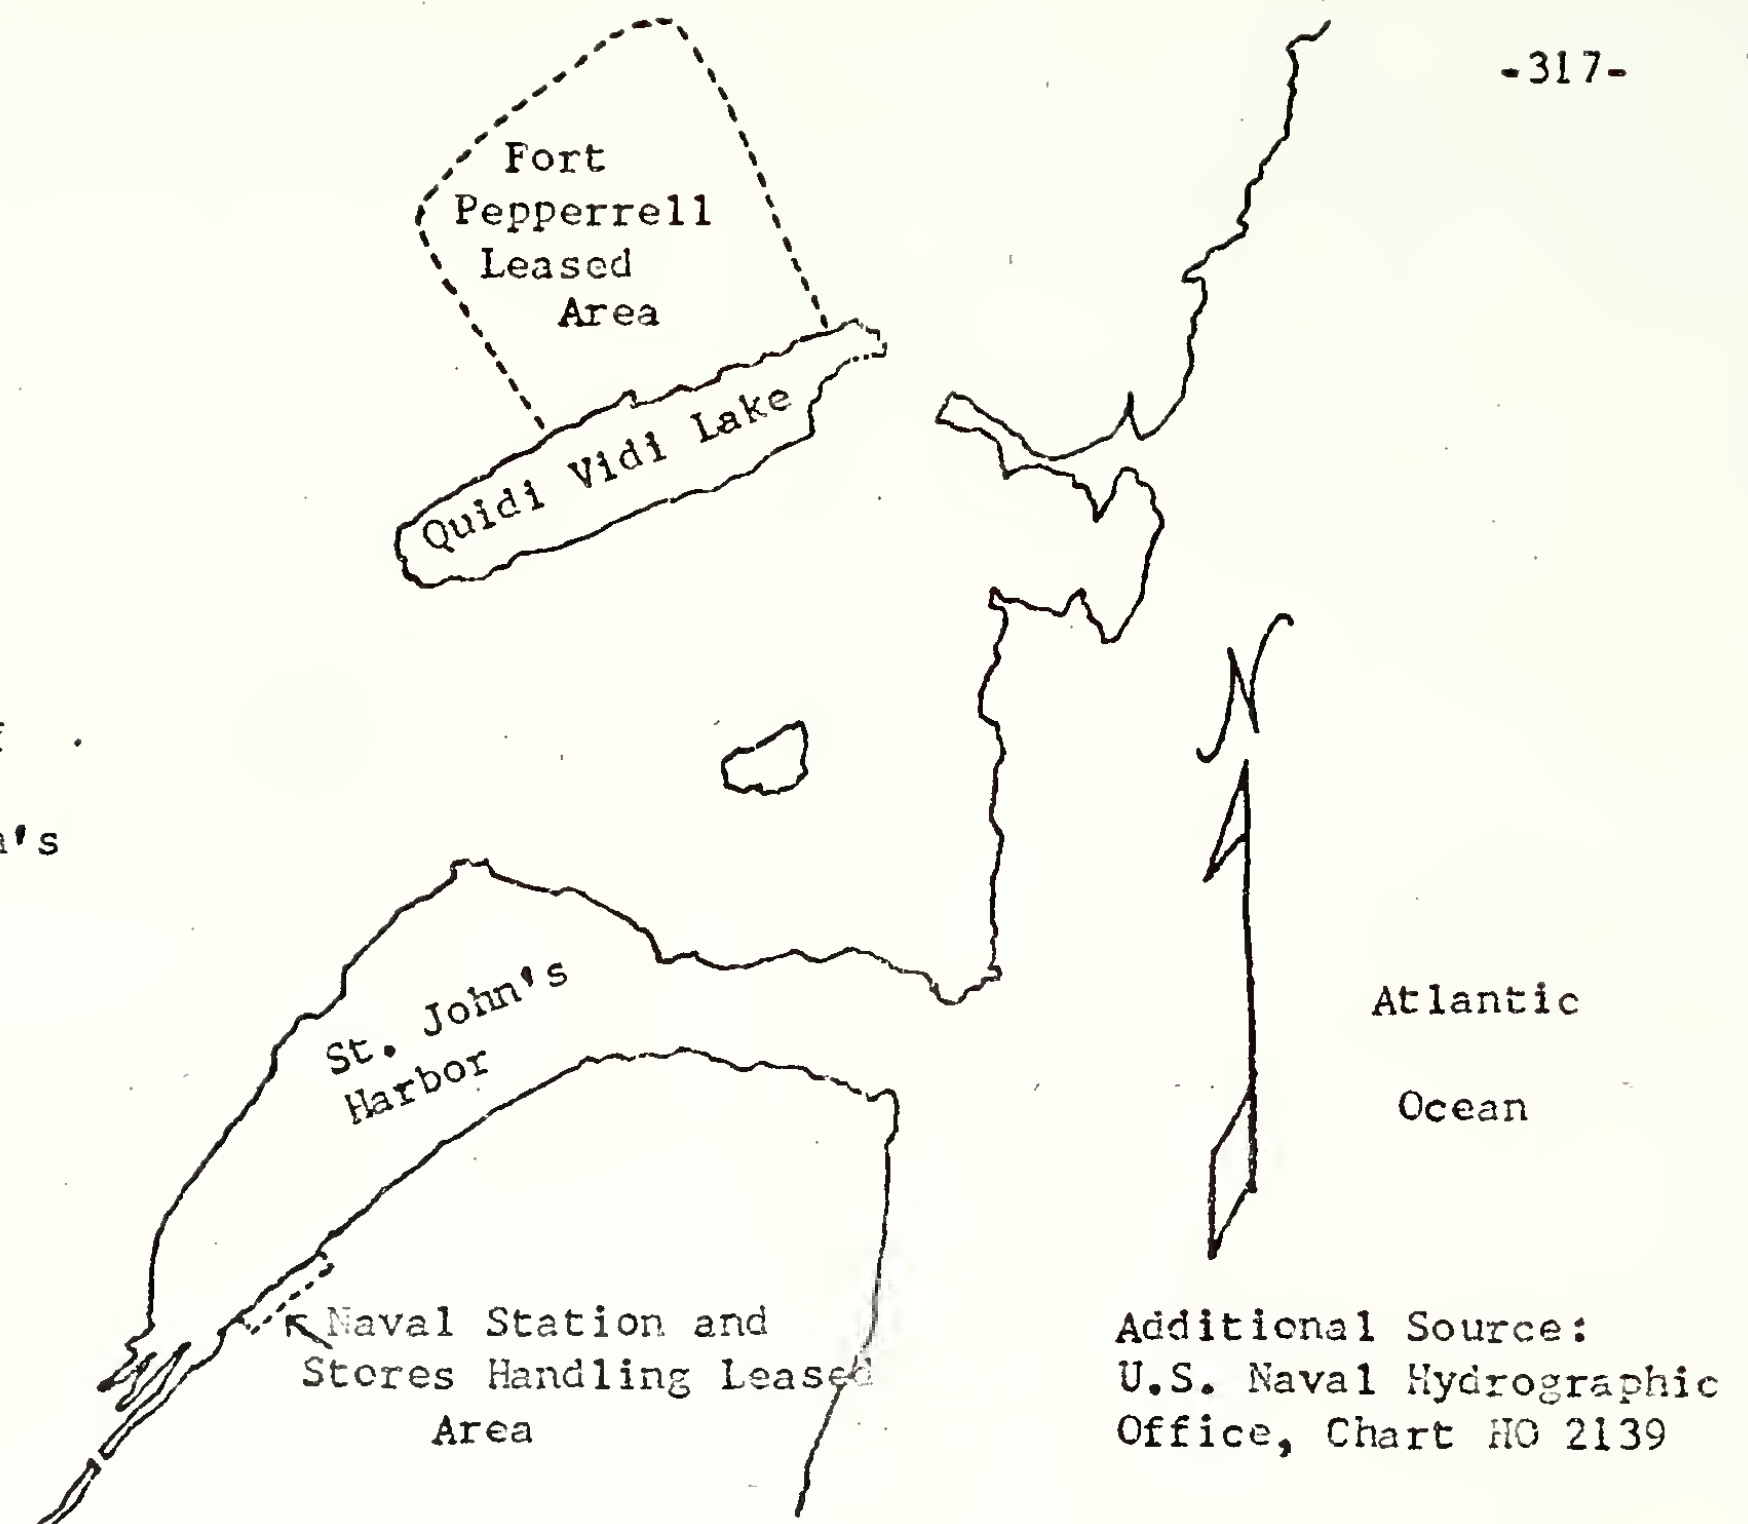 -317-
Fort
Pepperrell
Leased
Area
Quidi Vidi Lake
N
St. John's
Harbor
Atlantic
Ocean
Naval Station and
Stores Handling Leased
Area
Additional Source:
U.S. Naval Hydrographic
Office, Chart HO 2139